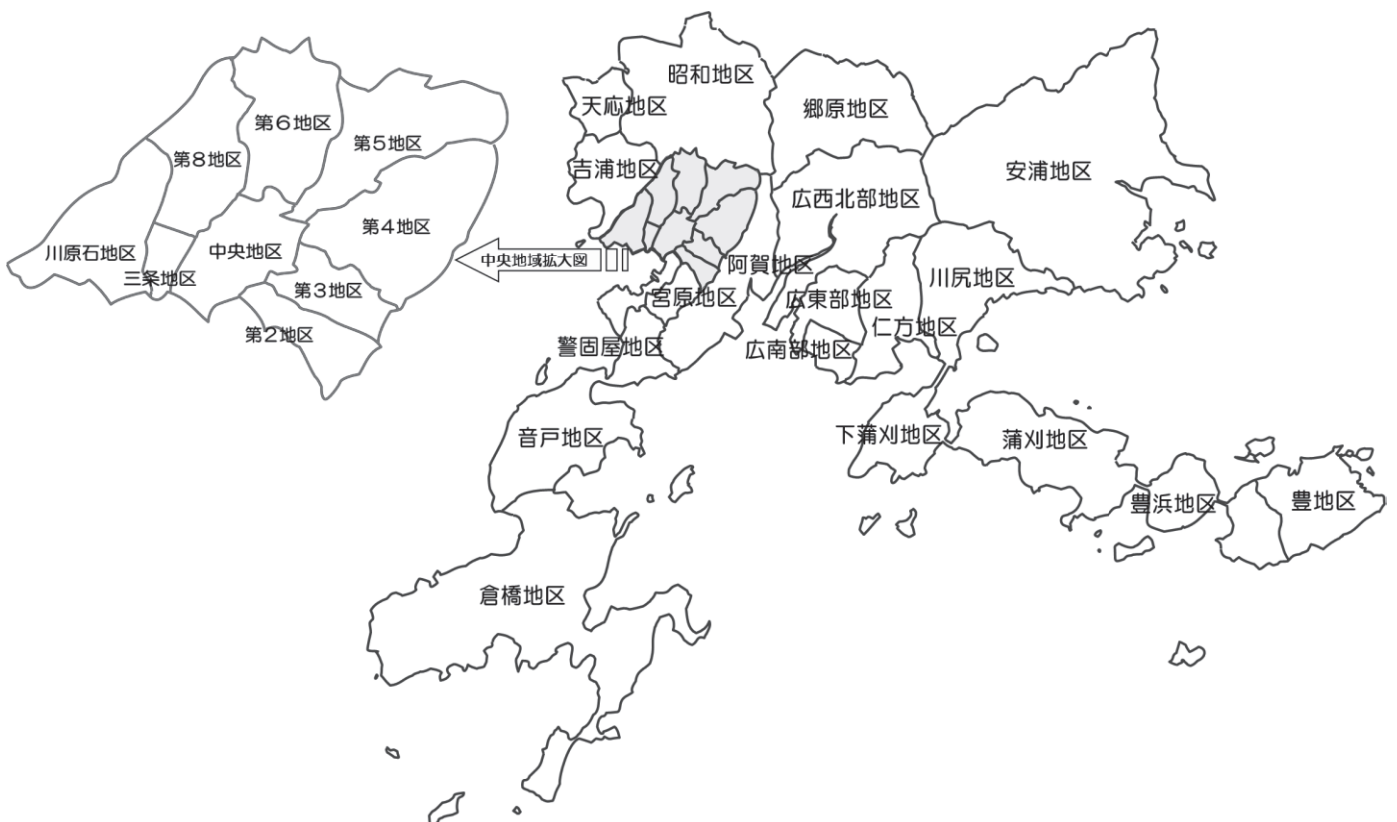 第6地区
第5地区
第8地区
第4地区
川原石地区
中央地区
三条地区
第3地区
第2地区
中央地域拡大図
昭和地区
天応地区
郷原地区
吉浦地区
安浦地区
広西北部地区
阿賀地区
川尻地区
宮原地区
広東部地区
仁方地区
警固屋地区
広南部地区
音戸地区
下蒲刈地区
蒲刈地区
豊浜地区
豊地区
倉橋地区